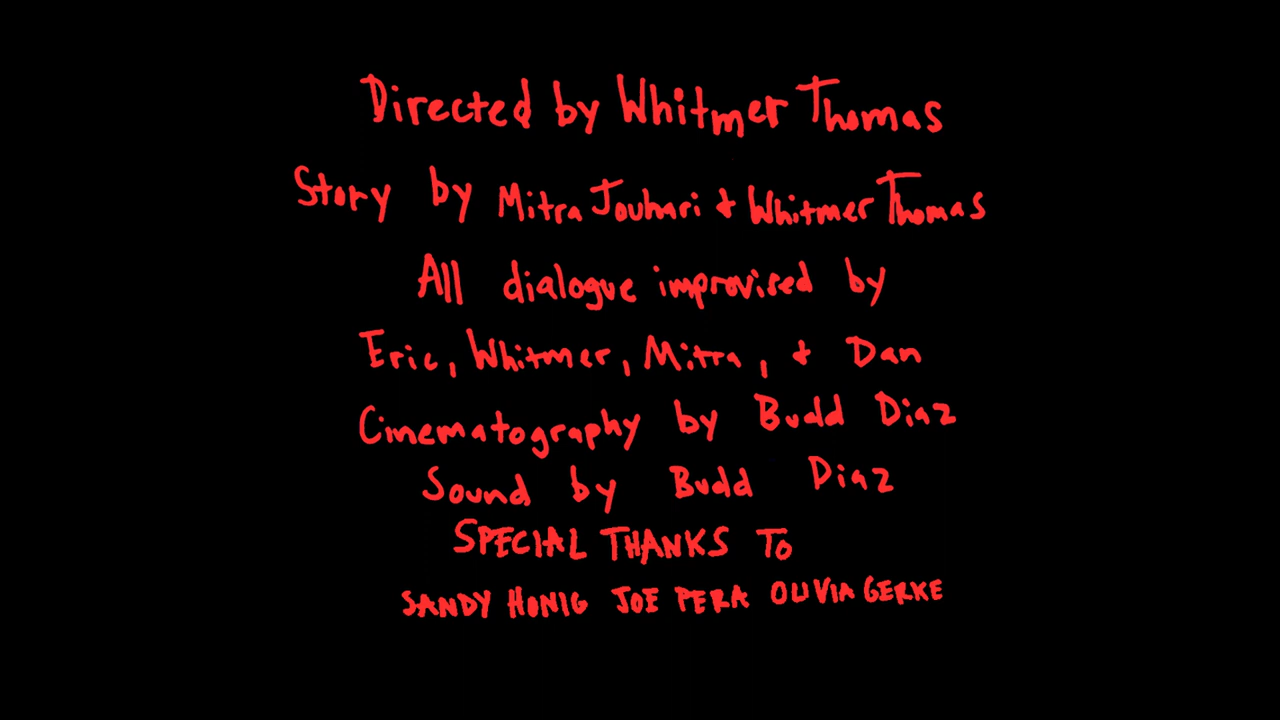 Directed by Whitmer Thomas
Story by Mitra Jouhari & Whitmer Thomas
All dialogue improvised by
Eric, Whitmer, Mitra, & Dan
Cinematography by Budd Diaz
Sound by Budd Diaz
SPECIAL THANKS TO
SANDY HONIG JOE PERA OLIVIA GERKE